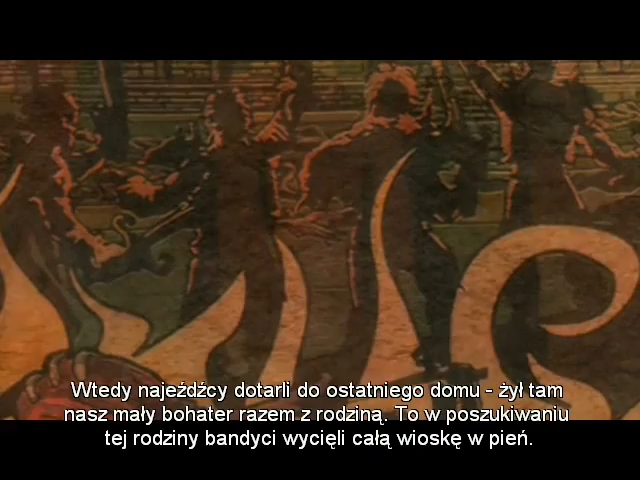 Wtedy najeźdźcy dotarli do ostatniego domu - żył tam
nasz mały bohater razem z rodziną. To w poszukiwaniu
tej rodziny bandyci wycięli całą wioskę w pień.